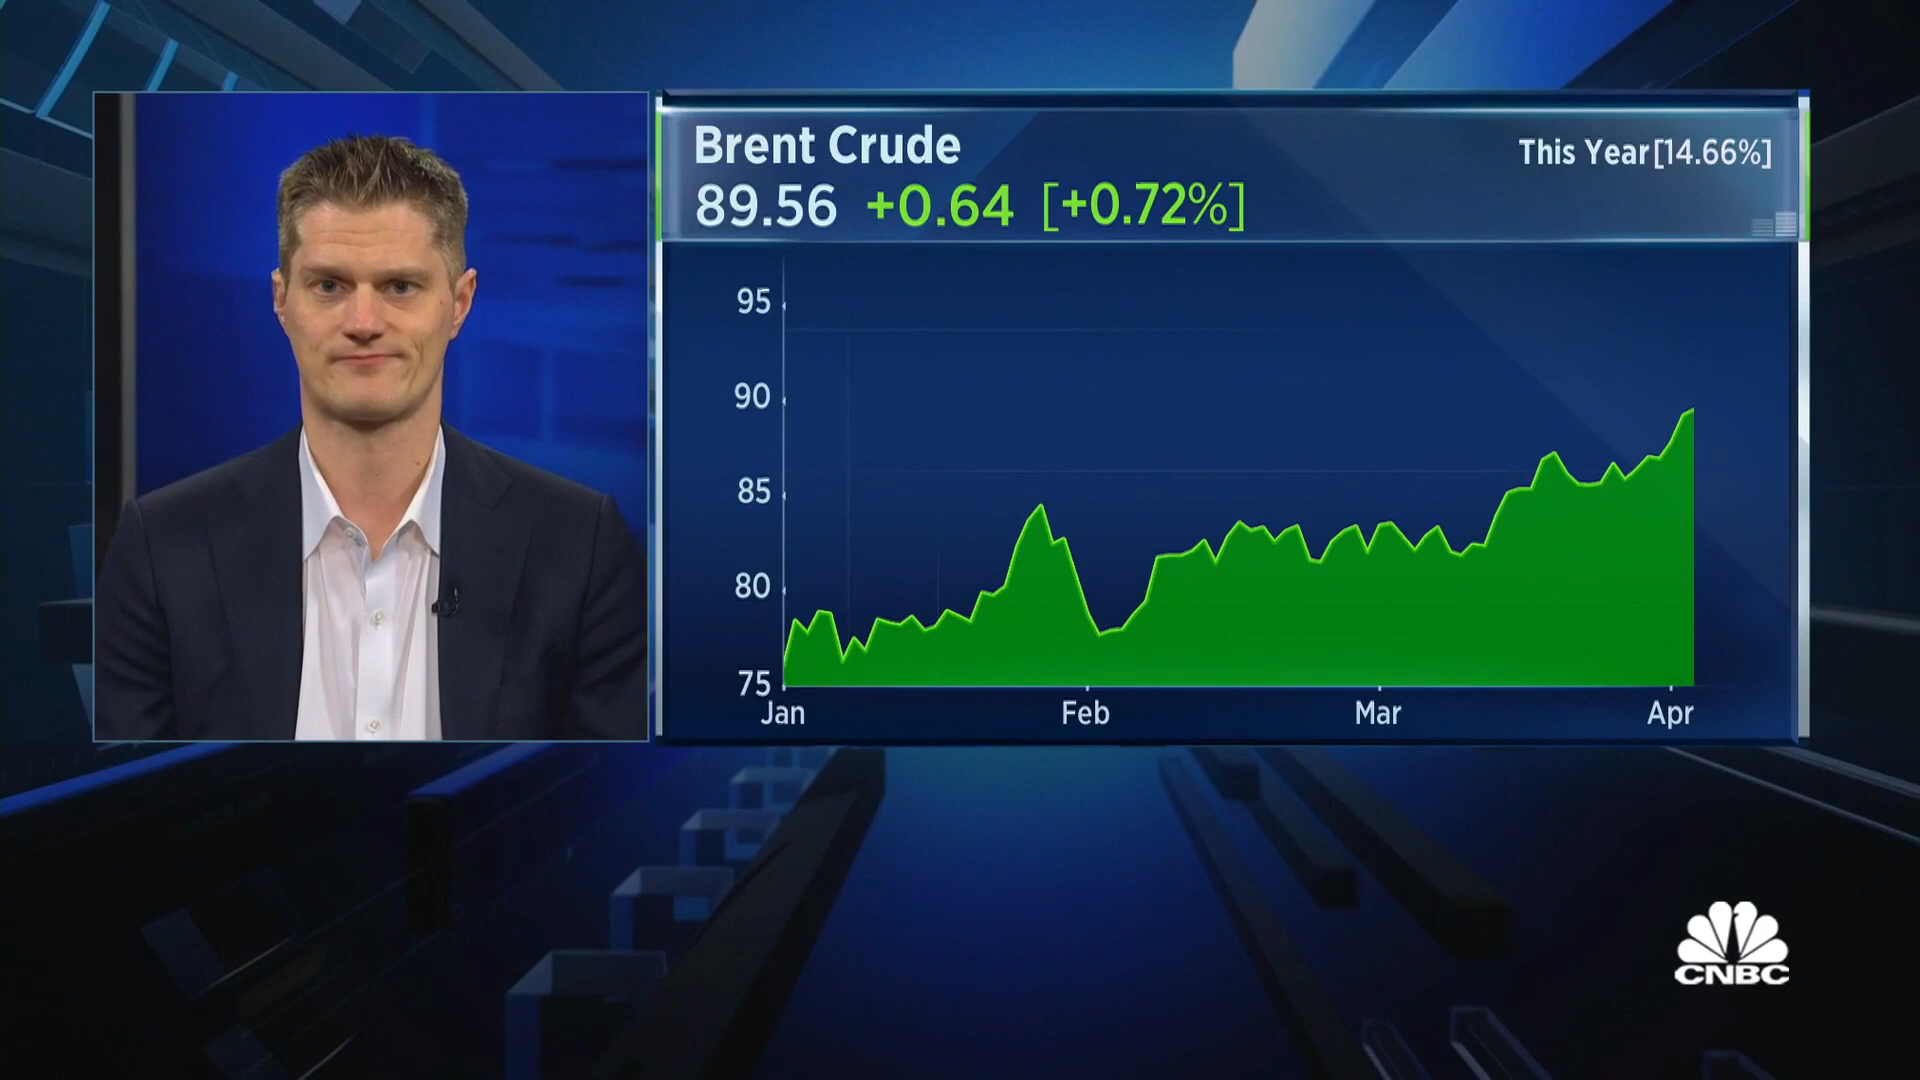 Brent Crude
This Year[14.66%]
89.56 +0.64 [+0.72%]
95
90
85
80
75
Jan Feb Mar Apr
CNBC